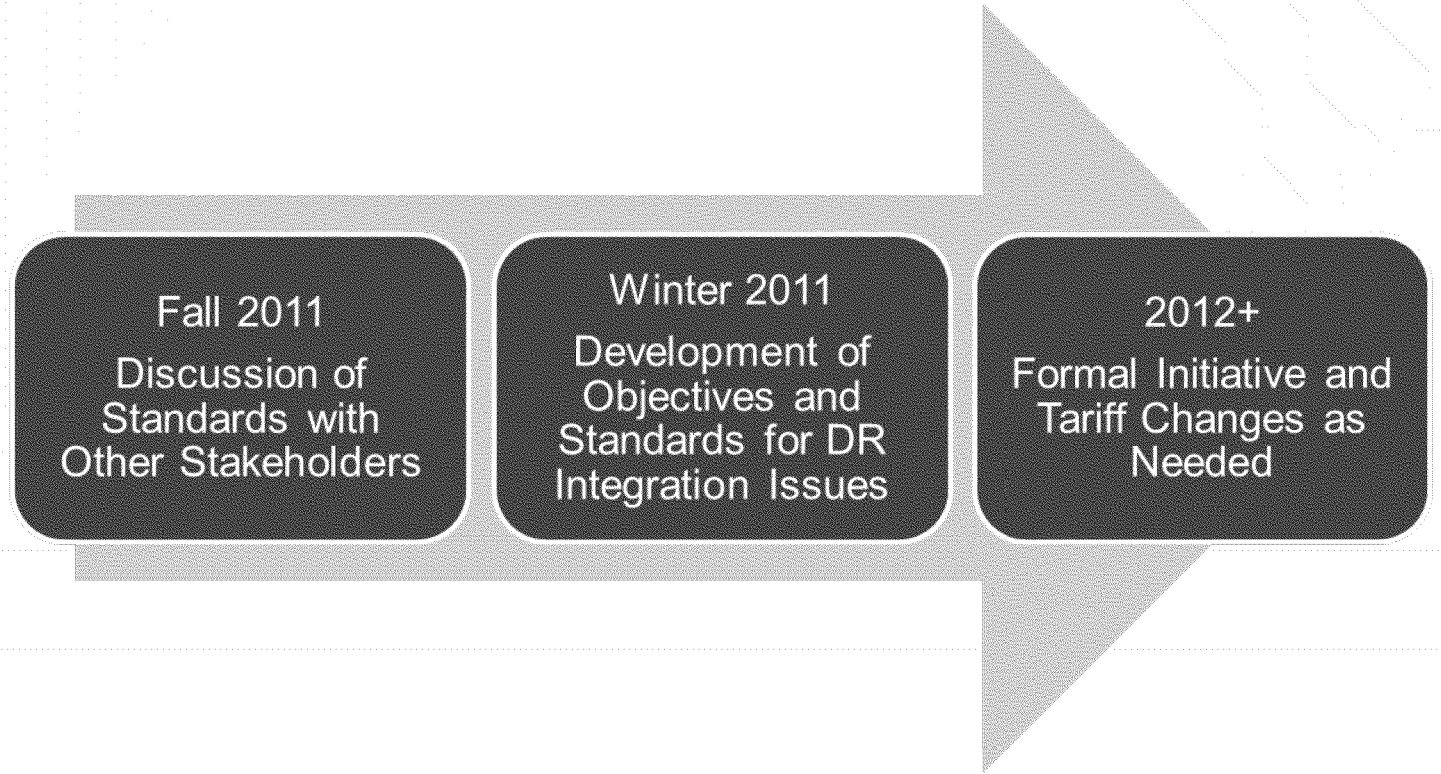 Fall 2011
Discussion of
Standards with
Other Stakeholders
Winter 2011
Development of
Objectives and
Standards for DR
Integration Issues
2012+
Formal Initiative and
Tariff Changes as
Needed